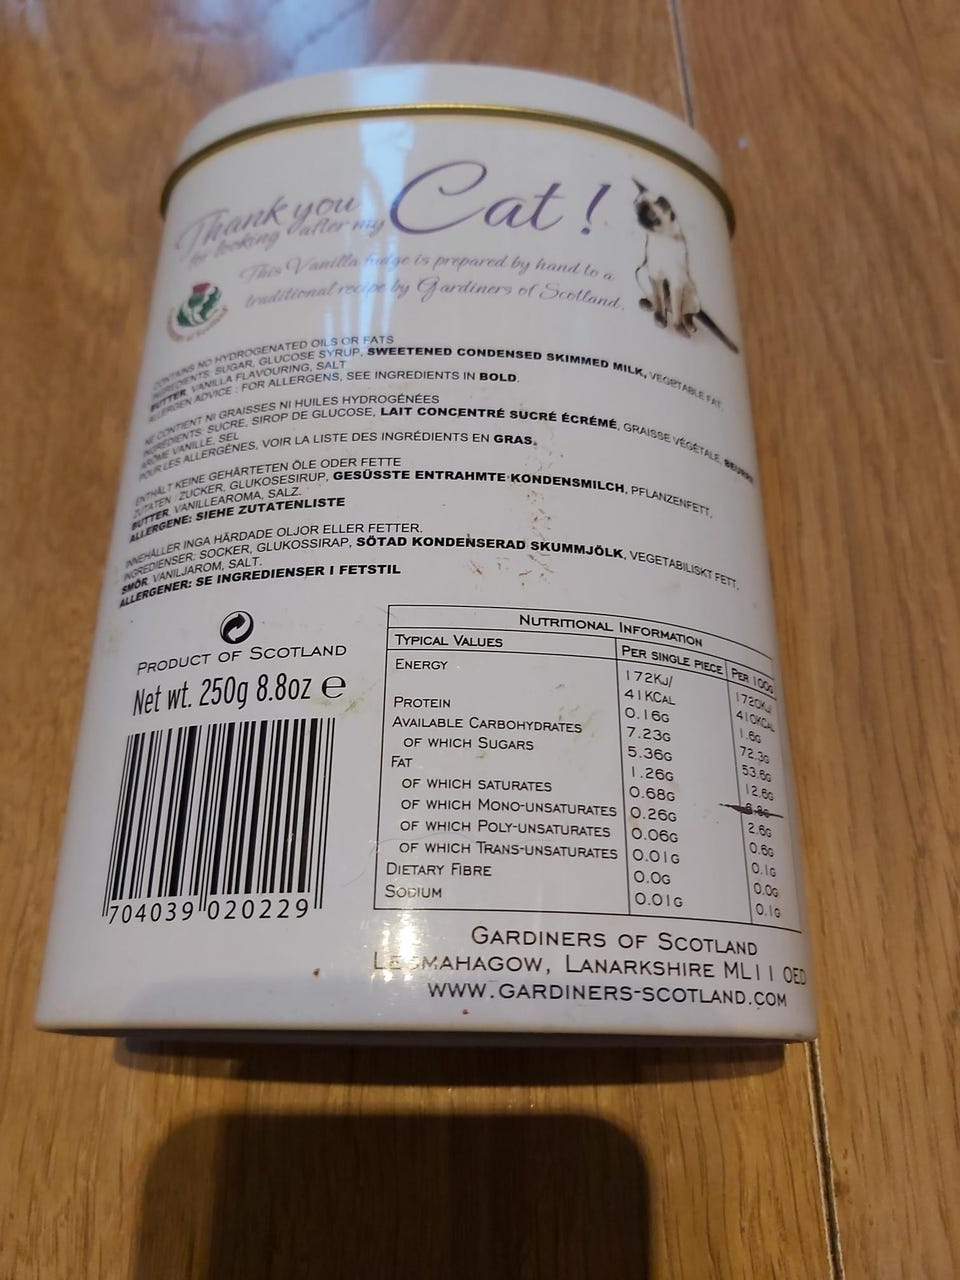 Thank you
for looking after my
Cat!
This Vanilla Fudge is prepared by hand to a
traditional recipe by Gardiners of Scotland.
CONTAINS NO HYDROGENATED OILS OR FATS
INGREDIENTS: SUGAR, GLUCOSE SYRUP, SWEETENED CONDENSED SKIMMED MILK, VEGETABLE FAT,
BUTTER, VANILLA FLAVOURING, SALT
ALLERGEN ADVICE : FOR ALLERGENS, SEE INGREDIENTS IN BOLD.
NE CONTIENT NI GRAISSES NI HUILES HYDROGÉNÉES
INGRÉDIENTS: SUCRE, SIROP DE GLUCOSE, LAIT CONCENTRÉ SUCRÉ ÉCRÉMÉ, GRAISSE VÉGÉTALE, BEURRE
ARÔME VANILLE, SEL
POUR LES ALLERGÈNES, VOIR LA LISTE DES INGRÉDIENTS EN GRAS.
ENTHÄLT KEINE GEHÄRTETEN ÖLE ODER FETTE
ZUTATEN : ZUCKER, GLUKOSESIRUP, GESÜSSTE ENTRAHMTE KONDENSMILCH, PFLANZENFETT,
BUTTER, VANILLEAROMA, SALZ.
ALLERGENE: SIEHE ZUTATENLISTE
INNEHÅLLER INGA HÄRDADE OLJOR ELLER FETTER.
INGREDIENSER: SOCKER, GLUKOSSIRAP, SÖTAD KONDENSERAD SKUMMJÖLK, VEGETABILISKT FETT,
SMÖR, VANILJAROM, SALT.
ALLERGENER: SE INGREDIENSER I FETSTIL
PRODUCT OF SCOTLAND
Net wt. 250g 8.8oz e
704039 020229
NUTRITIONAL INFORMATION
TYPICAL VALUES PER SINGLE PIECE PER 100G
ENERGY 172KJ/ 1720KJ
41KCAL 410KCAL
PROTEIN 0.16G 1.6G
AVAILABLE CARBOHYDRATES 7.23G 72.3G
OF WHICH SUGARS 5.36G 53.6G
FAT 1.26G 12.6G
OF WHICH SATURATES 0.68G 6.8G
OF WHICH MONO-UNSATURATES 0.26G 2.6G
OF WHICH POLY-UNSATURATES 0.06G 0.6G
OF WHICH TRANS-UNSATURATES 0.01G 0.1G
DIETARY FIBRE 0.0G 0.0G
SODIUM 0.01G 0.1G
GARDINERS OF SCOTLAND
LESMAHAGOW, LANARKSHIRE ML11 0ED
WWW.GARDINERS-SCOTLAND.COM